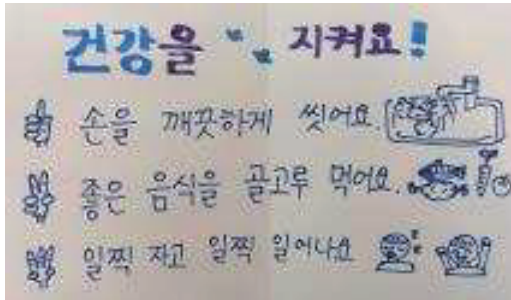 건강을 지켜요!
손을 깨끗하게 씻어요.
좋은 음식을 골고루 먹어요.
일찍 자고 일찍 일어나요